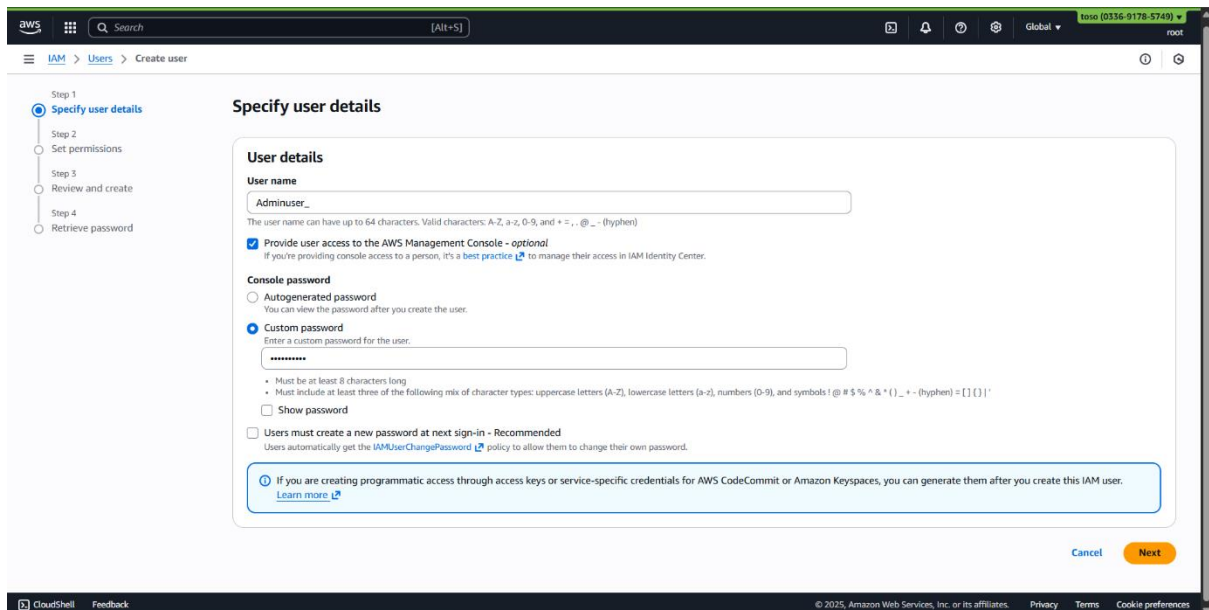 aws
Search
[Alt+S]
Global
toso (0336-9178-5749)
root
IAM > Users > Create user
Step 1
Specify user details
Step 2
Set permissions
Step 3
Review and create
Step 4
Retrieve password
Specify user details
User details
User name
Adminuser_
The user name can have up to 64 characters. Valid characters: A-Z, a-z, 0-9, and + = , . @ _ - (hyphen)
Provide user access to the AWS Management Console - optional
If you're providing console access to a person, it's a best practice to manage their access in IAM Identity Center.
Console password
Autogenerated password
You can view the password after you create the user.
Custom password
Enter a custom password for the user.
••••••••••
• Must be at least 8 characters long
• Must include at least three of the following mix of character types: uppercase letters (A-Z), lowercase letters (a-z), numbers (0-9), and symbols ! @ # $ % ^ & * ( ) _ + - (hyphen) = [ ] { } | '
Show password
Users must create a new password at next sign-in - Recommended
Users automatically get the IAMUserChangePassword policy to allow them to change their own password.
If you are creating programmatic access through access keys or service-specific credentials for AWS CodeCommit or Amazon Keyspaces, you can generate them after you create this IAM user.
Learn more
Cancel
Next
CloudShell
Feedback
© 2025, Amazon Web Services, Inc. or its affiliates.
Privacy
Terms
Cookie preferences